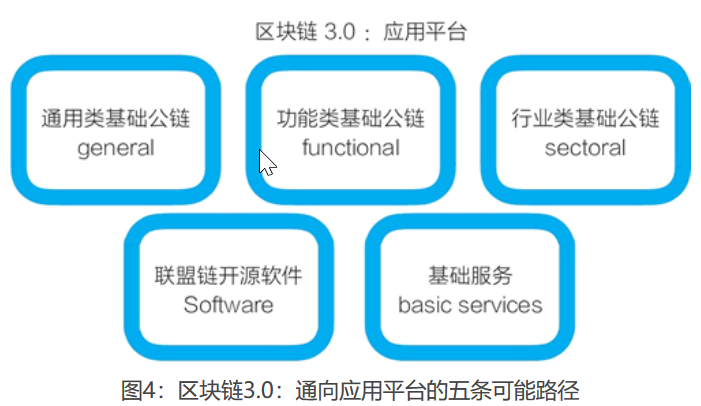 区块链 3.0 ：应用平台
通用类基础公链
general
功能类基础公链
functional
行业类基础公链
sectoral
联盟链开源软件
Software
基础服务
basic services
图4：区块链3.0：通向应用平台的五条可能路径